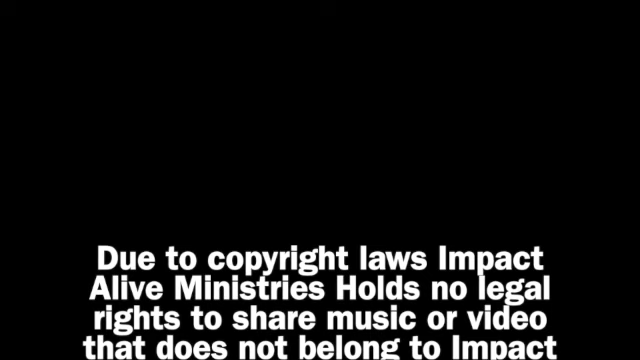 Due to copyright laws Impact
Alive Ministries Holds no legal
rights to share music or video
that does not belong to Impact